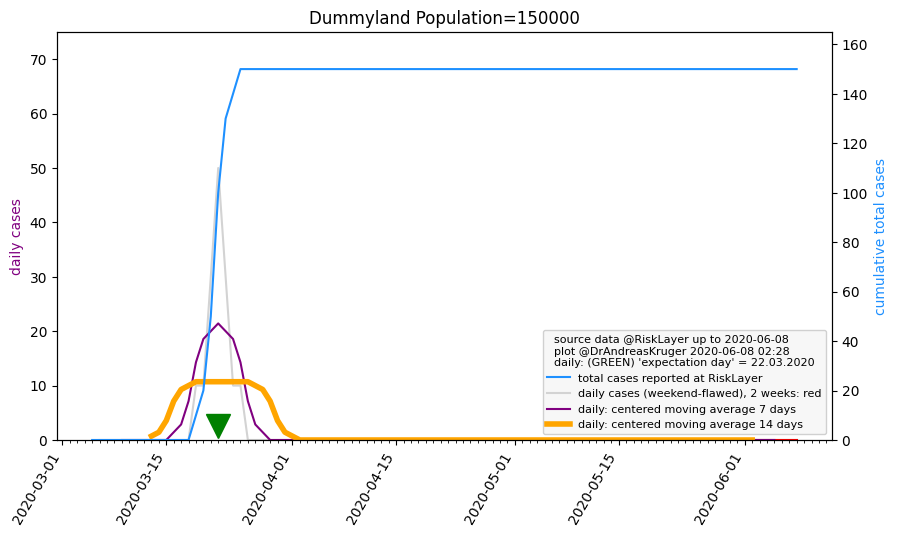 Dummyland Population=150000
daily cases
70
60
50
40
30
20
10
0
160
140
120
100
80
60
40
20
0
cumulative total cases
source data @RiskLayer up to 2020-06-08
plot @DrAndreasKruger 2020-06-08 02:28
daily: (GREEN) 'expectation day' = 22.03.2020
total cases reported at RiskLayer
daily cases (weekend-flawed), 2 weeks: red
daily: centered moving average 7 days
daily: centered moving average 14 days
2020-03-01
2020-03-15
2020-04-01
2020-04-15
2020-05-01
2020-05-15
2020-06-01